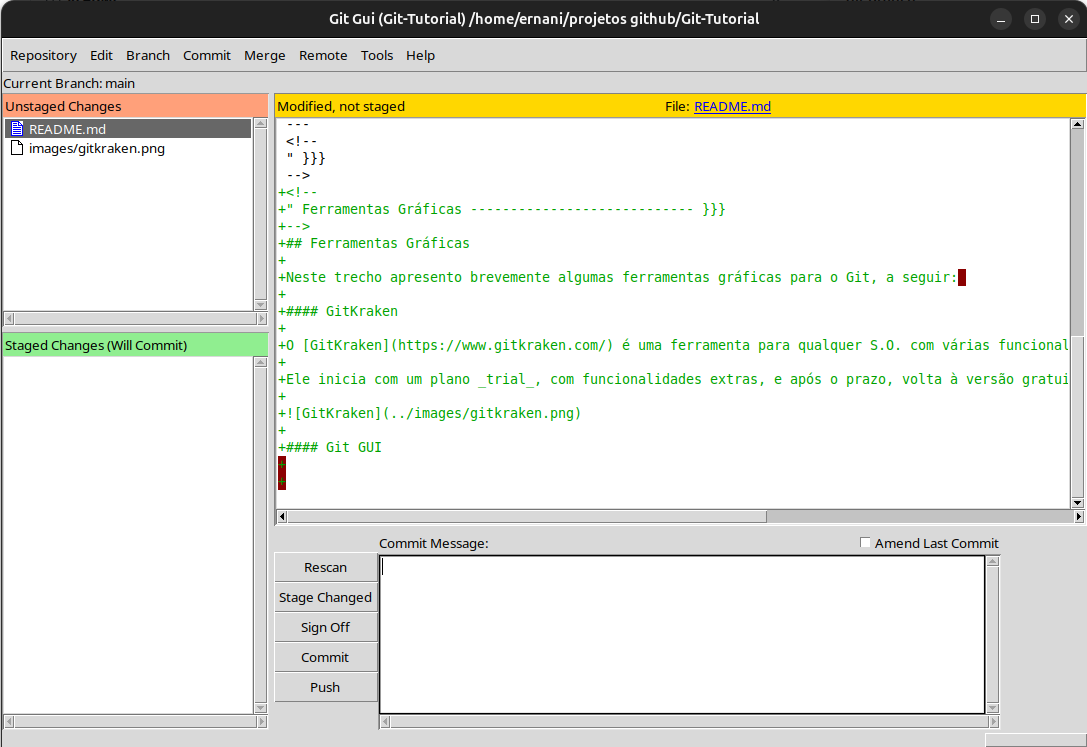 Git Gui (Git-Tutorial) /home/ernani/projetos github/Git-Tutorial
Repository Edit Branch Commit Merge Remote Tools Help
Current Branch: main
Unstaged Changes
README.md
images/gitkraken.png
Staged Changes (Will Commit)
Modified, not staged File: README.md
---
<!--
" }}}
-->
+<!--
+" Ferramentas Gráficas ---------------------------- }}}
+-->
+## Ferramentas Gráficas
+
+Neste trecho apresento brevemente algumas ferramentas gráficas para o Git, a seguir:
+
+#### GitKraken
+
+O [GitKraken](https://www.gitkraken.com/) é uma ferramenta para qualquer S.O. com várias funcional
+
+Ele inicia com um plano _trial_, com funcionalidades extras, e após o prazo, volta à versão gratui
+
+![GitKraken](../images/gitkraken.png)
+
+#### Git GUI
+
+
Commit Message: Amend Last Commit
Rescan
Stage Changed
Sign Off
Commit
Push